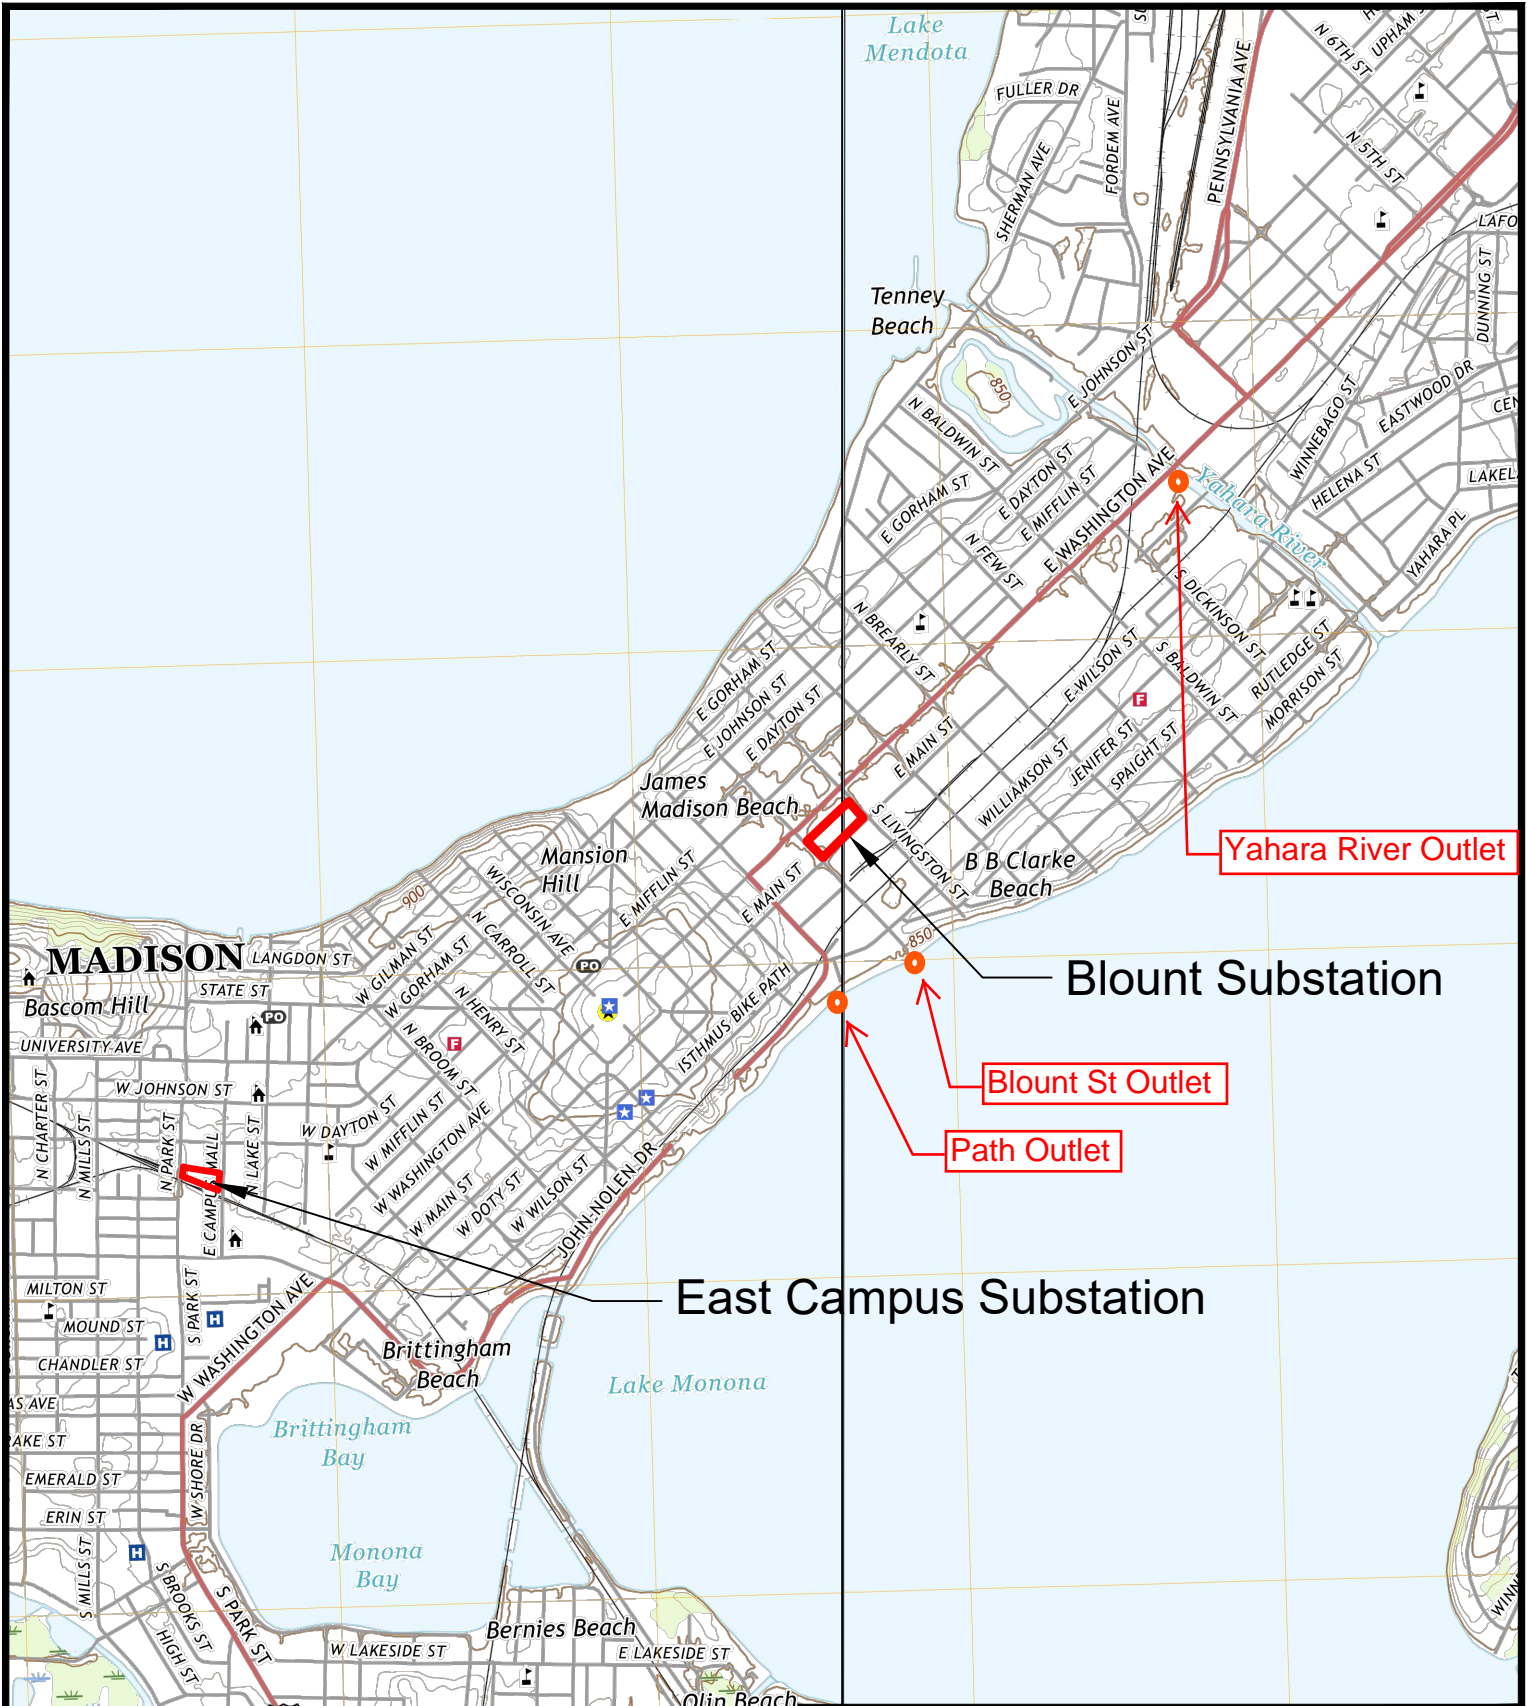 Lake
Mendota
N 6TH ST
FULLER DR
FORDEM AVE
PENNSYLVANIA AVE
N 5TH ST
SHERMAN AVE
DUNNING ST
Tenney
Beach
E JOHNSON ST
850
N BALDWIN ST
WINNEBAGO ST
EASTWOOD DR
E DAYTON ST
E MIFFLIN ST
E GORHAM ST
E WASHINGTON AVE
Yahara River
HELENA ST
YAHARA PL
N FEW ST
S DICKINSON ST
N BREARLY ST
E WILSON ST
S BALDWIN ST
RUTLEDGE ST
MORRISON ST
F
E GORHAM ST
E JOHNSON ST
E DAYTON ST
E MAIN ST
WILLIAMSON ST
JENIFER ST
SPAIGHT ST
James
Madison Beach
S LIVINGSTON ST
B B Clarke
Beach
Yahara River Outlet
Mansion
Hill
WISCONSIN AVE
E MIFFLIN ST
E MAIN ST
900
N CARROLL ST
850
MADISON
LANGDON ST
W GILMAN ST
W GORHAM ST
PO
Blount Substation
STATE ST
Bascom Hill
PO
N HENRY ST
ISTHMUS BIKE PATH
UNIVERSITY AVE
N BROOM ST
F
Blount St Outlet
W JOHNSON ST
N CHARTER ST
N MILLS ST
N PARK ST
E CAMPUS MALL
N LAKE ST
W DAYTON ST
W MIFFLIN ST
W WASHINGTON AVE
Path Outlet
W MAIN ST
W DOTY ST
W WILSON ST
JOHN NOLEN DR
East Campus Substation
MILTON ST
MOUND ST
CHANDLER ST
S PARK ST
H
H
W WASHINGTON AVE
Brittingham
Beach
Lake Monona
Brittingham
Bay
W SHORE DR
EMERALD ST
ERIN ST
Monona
Bay
H
S MILLS ST
S BROOKS ST
HIGH ST
S PARK ST
Bernies Beach
W LAKESIDE ST
E LAKESIDE ST
Olin Beach